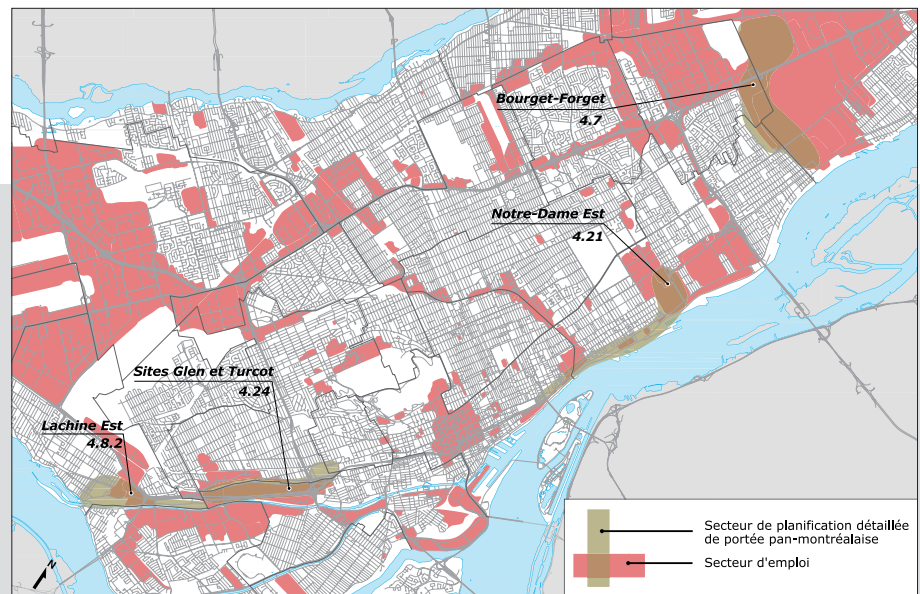 Bourget-Forget
4.7
Notre-Dame Est
4.21
Sites Glen et Turcot
4.24
Lachine Est
4.8.2
Secteur de planification détaillée
de portée pan-montréalaise
Secteur d'emploi
N